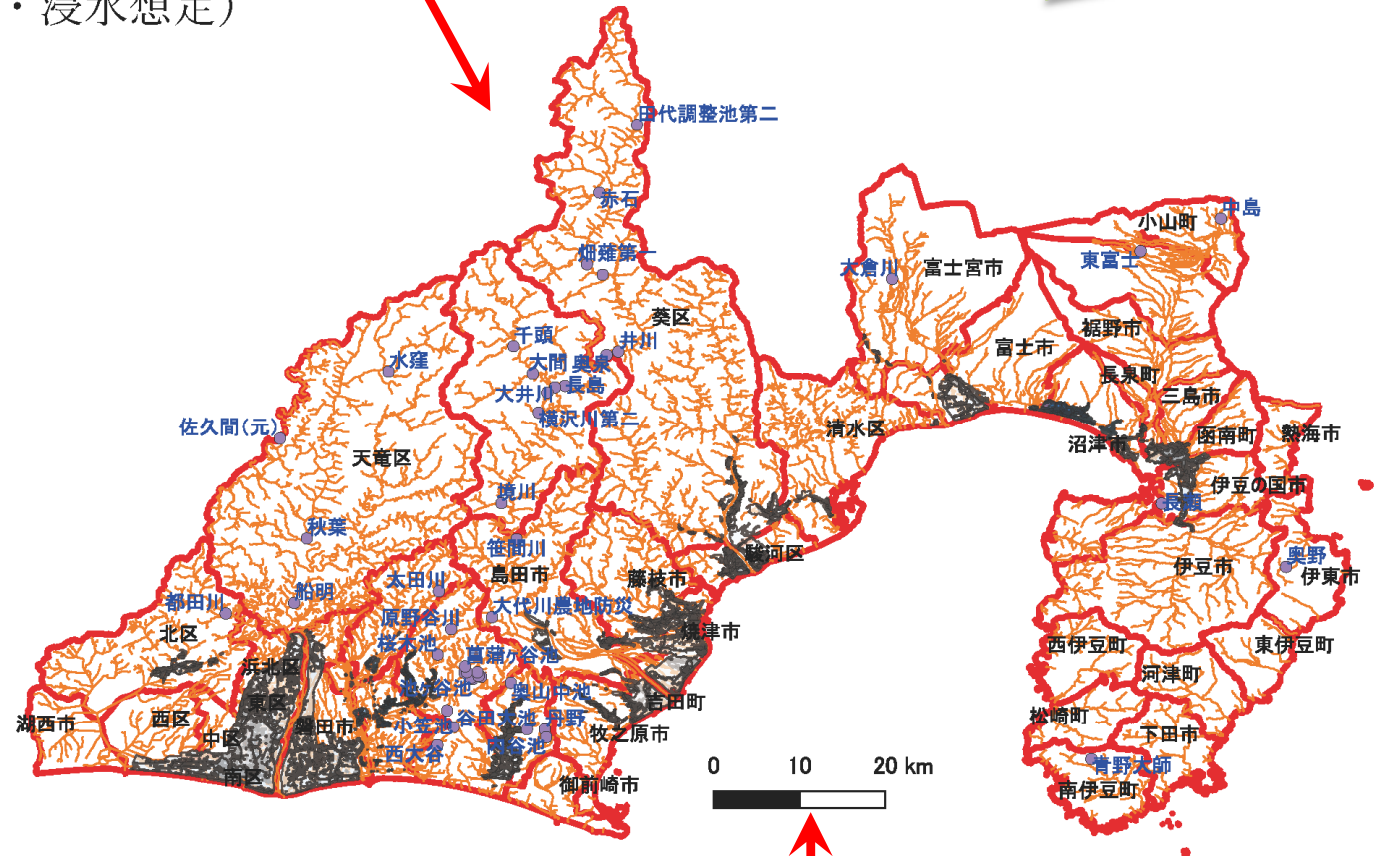 ・浸水想定）
田代調整池第二
赤石
中島
小山町
畑薙第一
東富士
大倉川
富士宮市
葵区
裾野市
千頭
井川
富士市
水窪
大間
奥泉
長島
長泉町
大井川
三島市
横沢川第二
佐久間(元)
清水区
沼津市
函南町
熱海市
天竜区
伊豆の国市
境川
長瀬
秋葉
笹間川
駿河区
奥野
島田市
藤枝市
伊豆市
伊東市
太田川
船明
都田川
大代川農地防災
原野谷川
北区
焼津市
桜木池
西伊豆町
東伊豆町
菖蒲ヶ谷池
浜北区
河津町
奥山中池
東区
吉田町
湖西市
西区
谷田大池
丹野
松崎町
小笠池
磐田市
牧之原市
下田市
中区
西大谷
青野大師
南区
御前崎市
南伊豆町
0 10 20 km